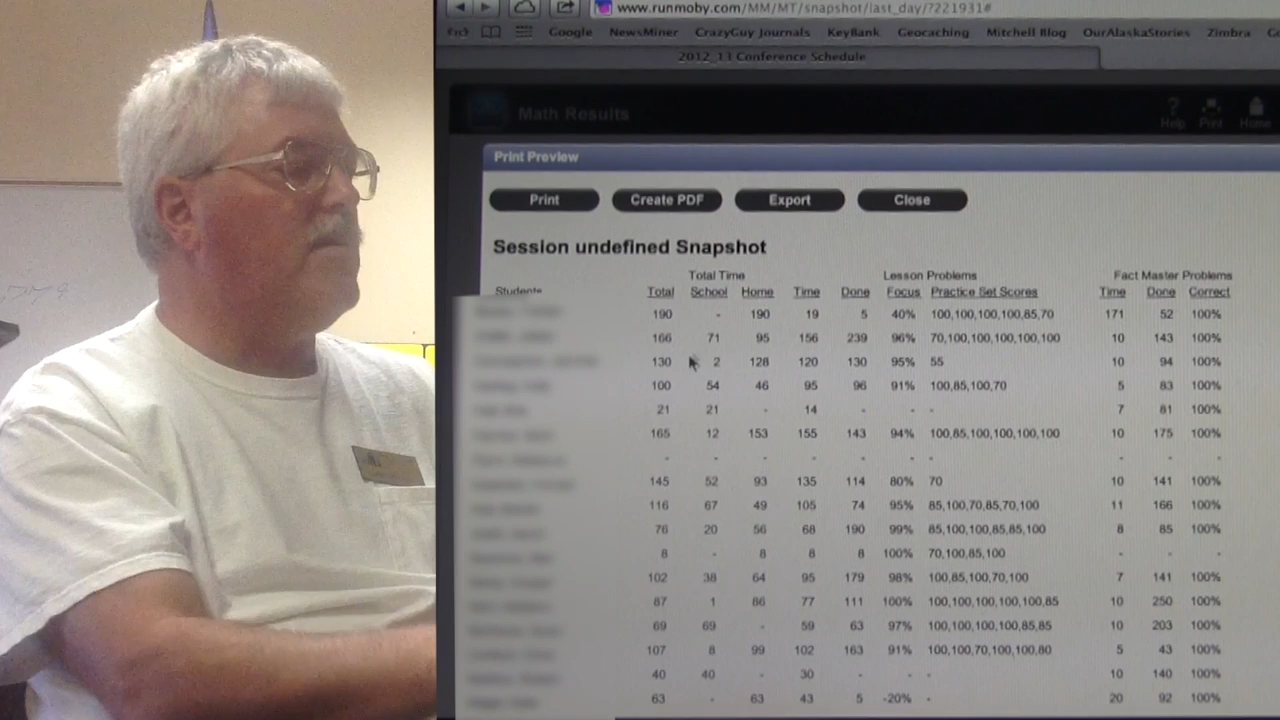 www.runmoby.com/MM/MT/snapshot/last_day/?221931#
Google NewsMiner CrazyGuy Journals KeyBank Geocaching Mitchell Blog OurAlaskaStories Zimbra
2012_13 Conference Schedule
Math Results Help Print Home
Print Preview
Print Create PDF Export Close
Session undefined Snapshot
Total Time Lesson Problems Fact Master Problems
Students Total School Home Time Done Focus Practice Set Scores Time Done Correct
190 - 190 19 5 40% 100,100,100,100,85,70 171 52 100%
166 71 95 156 239 96% 70,100,100,100,100,100 10 143 100%
130 2 128 120 130 95% 55 10 94 100%
100 54 46 95 96 91% 100,85,100,70 5 83 100%
21 21 - 14 - - - 7 81 100%
165 12 153 155 143 94% 100,85,100,100,100,100 10 175 100%
- - - - - - - - - -
145 52 93 135 114 80% 70 10 141 100%
116 67 49 105 74 95% 85,100,70,85,70,100 11 166 100%
76 20 56 68 190 99% 85,100,100,85,85,100 8 85 100%
8 - 8 8 8 100% 70,100,85,100 - - -
102 38 64 95 179 98% 100,85,100,70,100 7 141 100%
87 1 86 77 111 100% 100,100,100,100,100,85 10 250 100%
69 69 - 59 63 97% 100,100,100,100,85,85 10 203 100%
107 8 99 102 163 91% 100,100,70,100,100,80 5 43 100%
40 40 - 30 - - - 10 140 100%
63 - 63 43 5 -20% - 20 92 100%